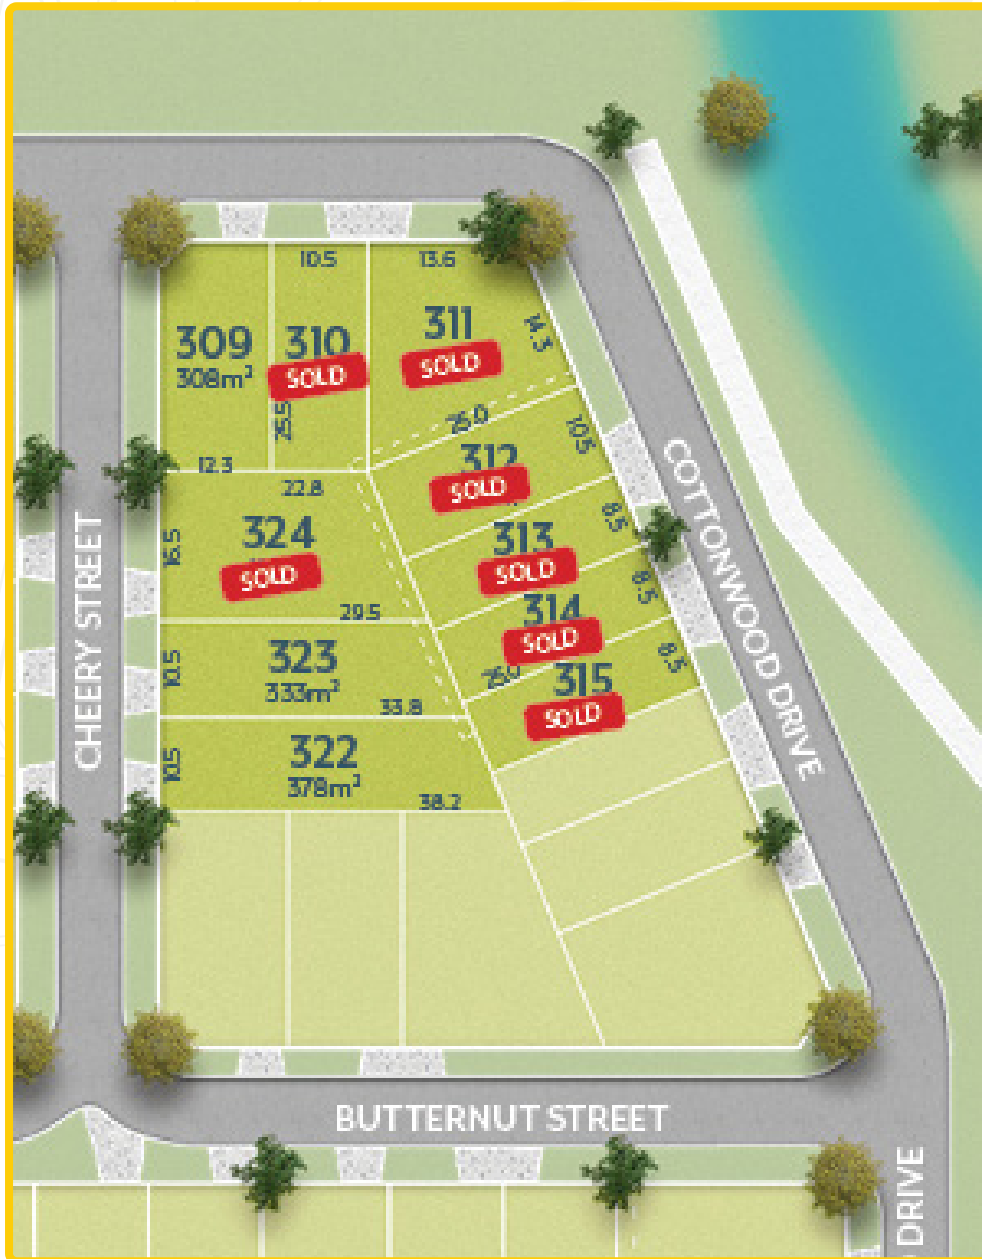 10.5
13.6
309
308m²
310
SOLD
311
SOLD
14.3
25.5
12.3
25.0
10.5
312
SOLD
22.8
324
SOLD
16.5
29.5
8.5
313
SOLD
8.5
314
SOLD
8.5
25.0
315
SOLD
323
333m²
10.5
33.8
322
378m²
10.5
38.2
CHEERY STREET
COTTONWOOD DRIVE
BUTTERNUT STREET
DRIVE